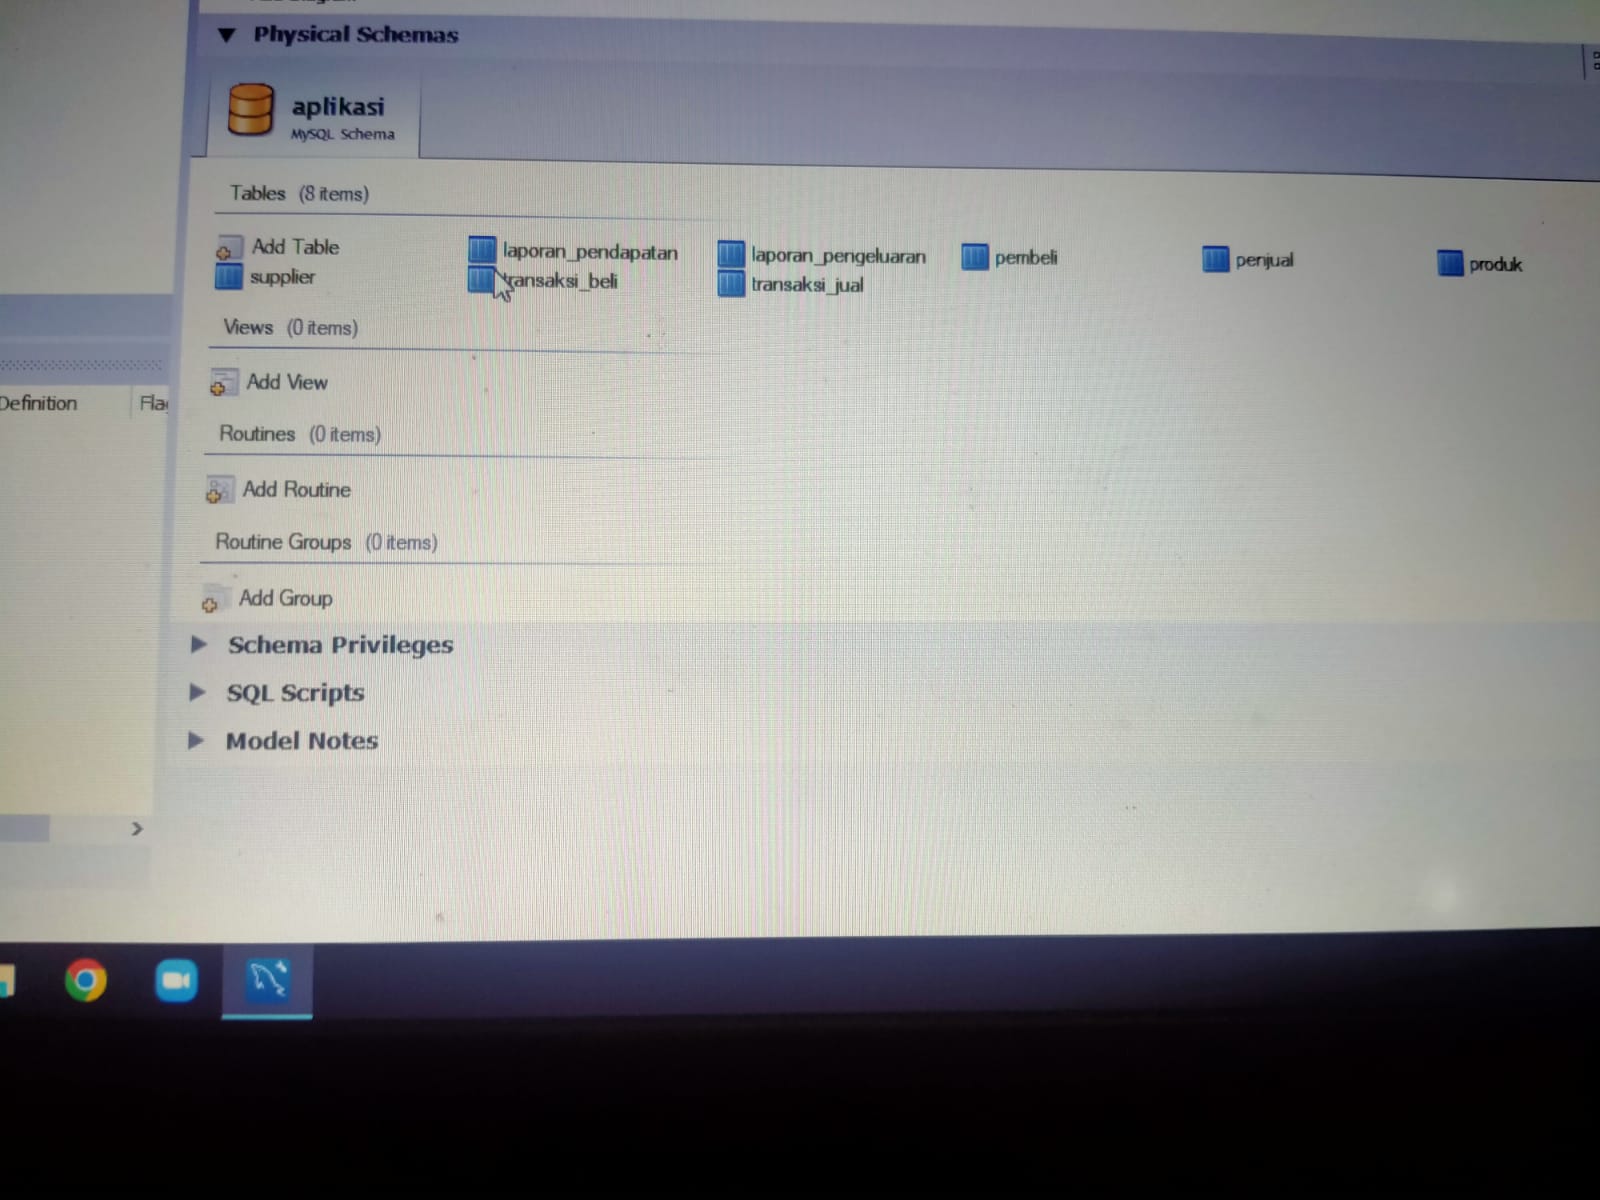 Physical Schemas
aplikasi
MySQL Schema
Tables (8 items)
Add Table laporan_pendapatan laporan_pengeluaran pembeli penjual produk
supplier transaksi_beli transaksi_jual
Views (0 items)
Add View
Definition
Routines (0 items)
Add Routine
Routine Groups (0 items)
Add Group
Schema Privileges
SQL Scripts
Model Notes